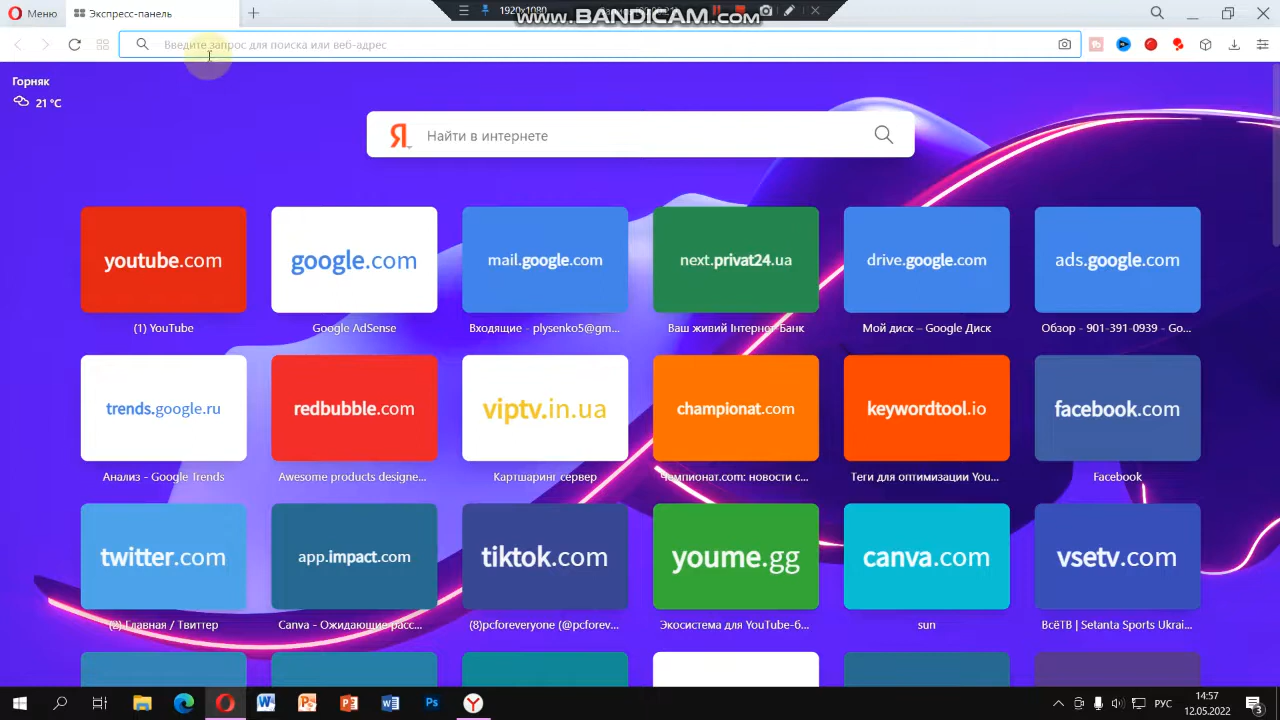 Меню
Экспресс-панель
1920x1080
www.BANDICAM.com
Введите запрос для поиска или веб-адрес
Горняк
21 °C
Я
Найти в интернете
youtube.com
google.com
mail.google.com
next.privat24.ua
drive.google.com
ads.google.com
(1) YouTube
Google AdSense
Входящие - plysenko5@gm...
Ваш живий Інтернет Банк
Мой диск – Google Диск
Обзор - 901-391-0939 - Go...
trends.google.ru
redbubble.com
viptv.in.ua
championat.com
keywordtool.io
facebook.com
Анализ - Google Trends
Awesome products designe...
Картшаринг сервер
Чемпионат.com: новости с...
Теги для оптимизации You...
Facebook
twitter.com
app.impact.com
tiktok.com
youme.gg
canva.com
vsetv.com
(2) Главная / Твиттер
Canva - Ожидающие расс...
(8)pcforeveryone (@pcforev...
Экосистема для YouTube-б...
sun
ВсёТВ | Setanta Sports Ukrai...
РУС
14:57
12.05.2022
3